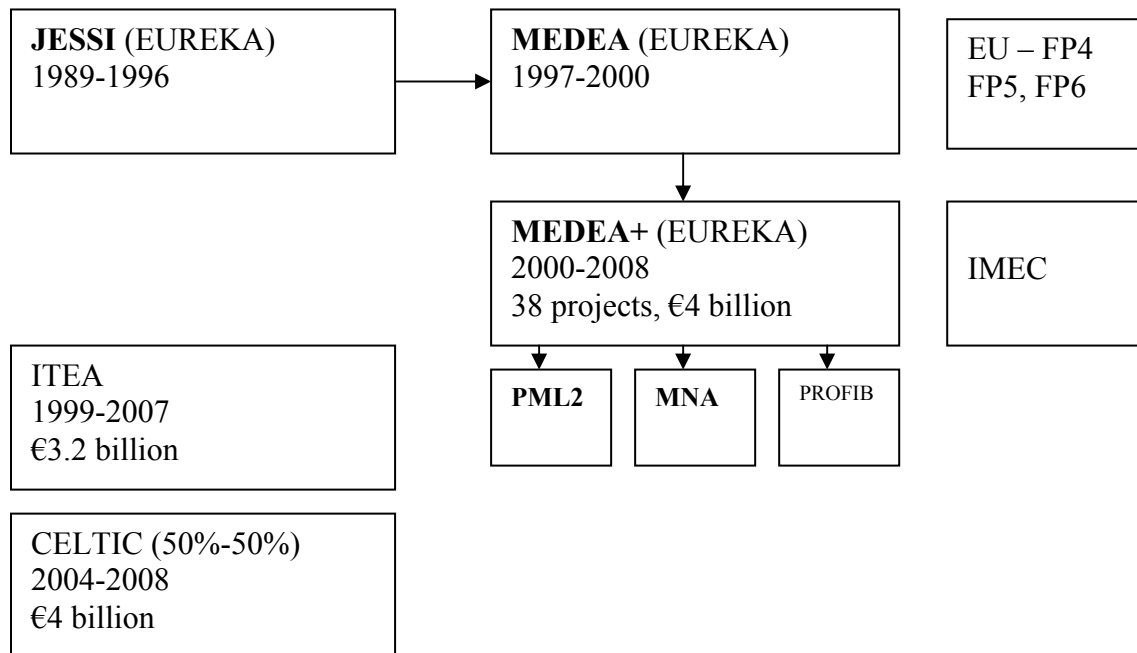 JESSI (EUREKA)
1989-1996
MEDEA (EUREKA)
1997-2000
EU – FP4
FP5, FP6
MEDEA+ (EUREKA)
2000-2008
38 projects, €4 billion
IMEC
ITEA
1999-2007
€3.2 billion
PML2
MNA
PROFIB
CELTIC (50%-50%)
2004-2008
€4 billion